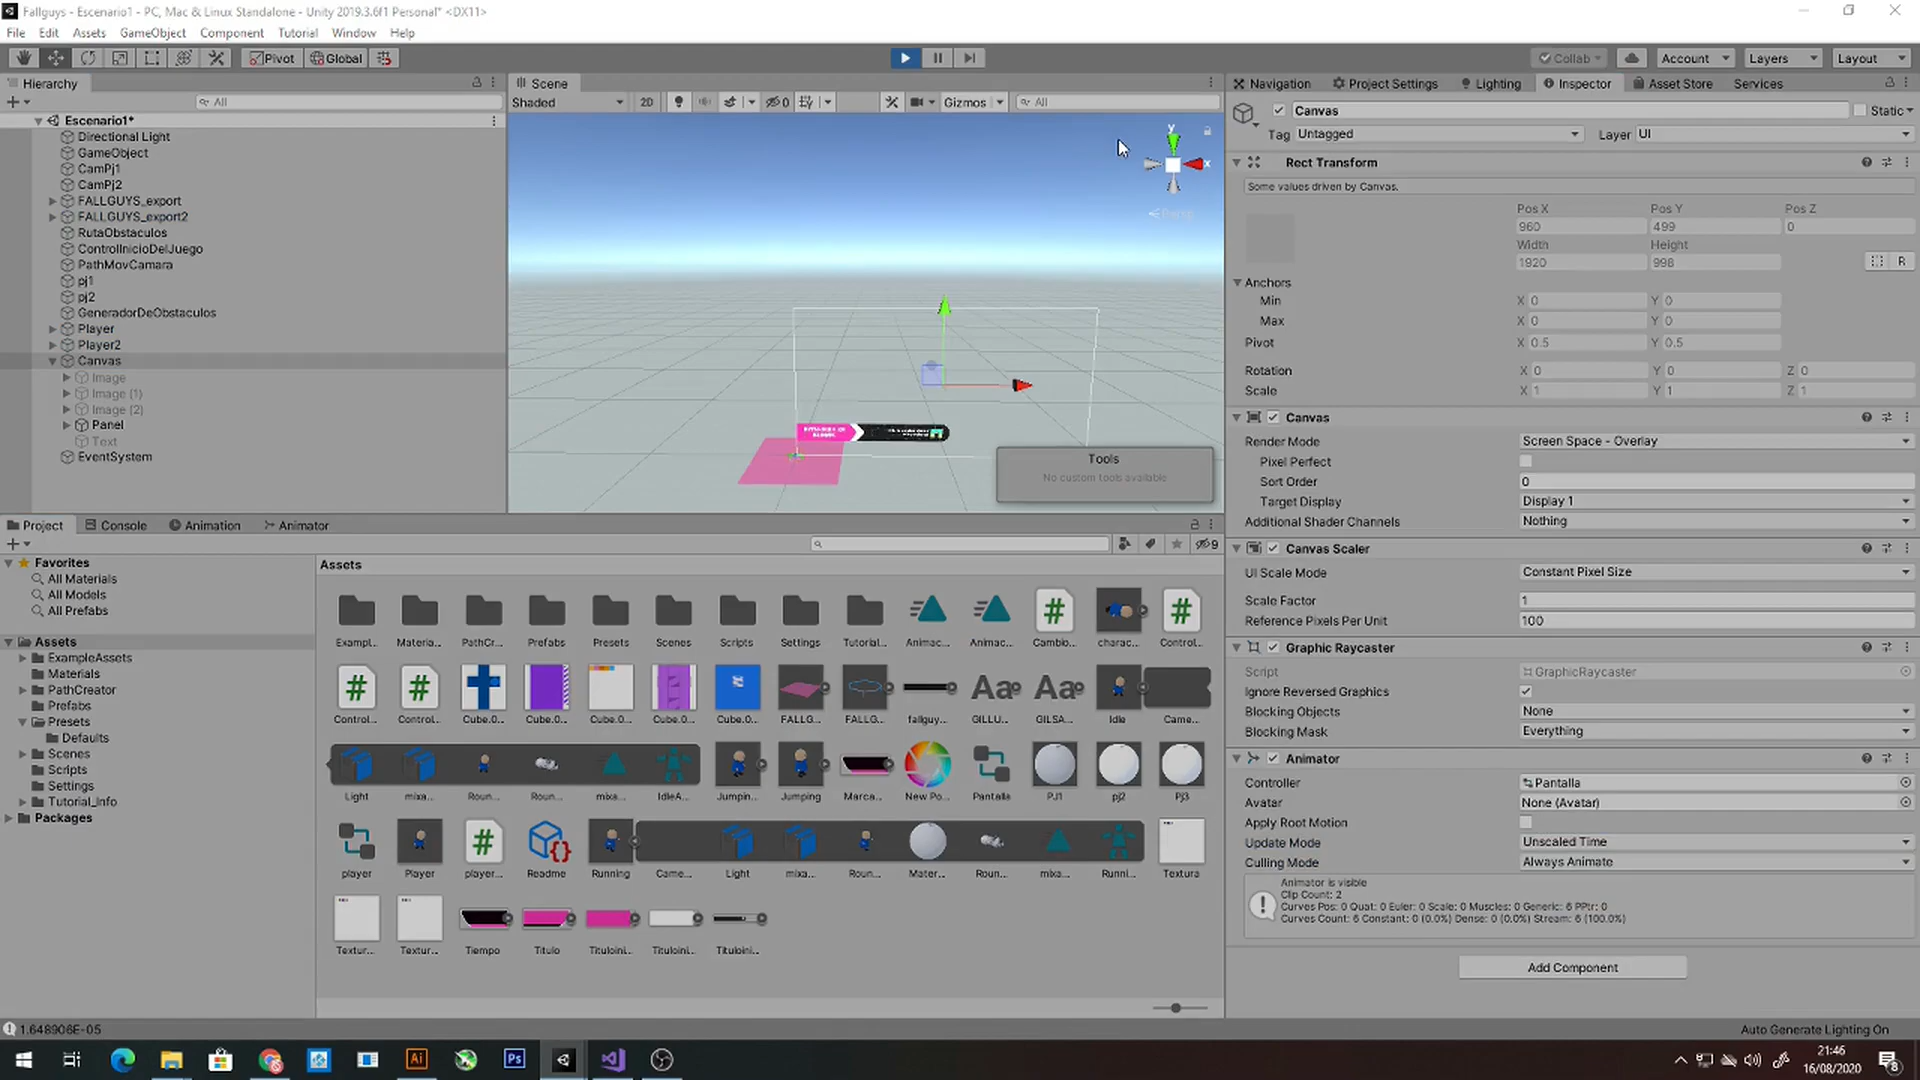 Fallguys - Escenario1 - PC, Mac & Linux Standalone - Unity 2019.3.6f1 Personal* <DX11>
File Edit Assets GameObject Component Tutorial Window Help
Pivot Global Collab Account Layers Layout
Hierarchy
All
Escenario1*
Directional Light
GameObject
CamPj1
CamPj2
FALLGUYS_export
FALLGUYS_export2
RutaObstaculos
ControlInicioDelJuego
PathMovCamara
pj1
pj2
GeneradorDeObstaculos
Player
Player2
Canvas
Image
Image (1)
Image (2)
Panel
Text
EventSystem
Scene
Shaded 2D 0 Gizmos All
y
x
Persp
Tools
No custom tools available
Navigation Project Settings Lighting Inspector Asset Store Services
Canvas Static
Tag Untagged Layer UI
Rect Transform
Some values driven by Canvas.
Pos X Pos Y Pos Z
960 499 0
Width Height
1920 998
R
Anchors
Min X 0 Y 0
Max X 0 Y 0
Pivot X 0.5 Y 0.5
Rotation X 0 Y 0 Z 0
Scale X 1 Y 1 Z 1
Canvas
Render Mode Screen Space - Overlay
Pixel Perfect
Sort Order 0
Target Display Display 1
Additional Shader Channels Nothing
Canvas Scaler
UI Scale Mode Constant Pixel Size
Scale Factor 1
Reference Pixels Per Unit 100
Graphic Raycaster
Script GraphicRaycaster
Ignore Reversed Graphics
Blocking Objects None
Blocking Mask Everything
Animator
Controller Pantalla
Avatar None (Avatar)
Apply Root Motion
Update Mode Unscaled Time
Culling Mode Always Animate
Animator is visible
Clip Count: 2
Curves Pos: 0 Quat: 0 Euler: 0 Scale: 0 Muscles: 0 Generic: 6 PPtr: 0
Curves Count: 6 Constant: 0 (0.0%) Dense: 0 (0.0%) Stream: 6 (100.0%)
Add Component
Project Console Animation Animator
9
Favorites
All Materials
All Models
All Prefabs
Assets
ExampleAssets
Materials
PathCreator
Prefabs
Presets
Defaults
Scenes
Scripts
Settings
Tutorial_Info
Packages
Assets
Exampl... Materia... PathCr... Prefabs Presets Scenes Scripts Settings Tutorial... Animac... Animac... Cambio... charac... Control...
Control... Control... Cube.0... Cube.0... Cube.0... Cube.0... Cube.0... FALLG... FALLG... fallguy... GILLU... GILSA... Idle Came...
Light mixa... Roun... Roun... mixa... IdleA... Jumpin... Jumping Marca... New Po... Pantalla PJ1 pj2 Pj3
player Player player... Readme Running Came... Light mixa... Roun... Mater... Roun... mixa... Runni... Textura
Textur... Textur... Tiempo Titulo Tituloini... Tituloini... Tituloini...
1.648906E-05
Auto Generate Lighting On
Ai Ps
21:46
16/08/2020
8